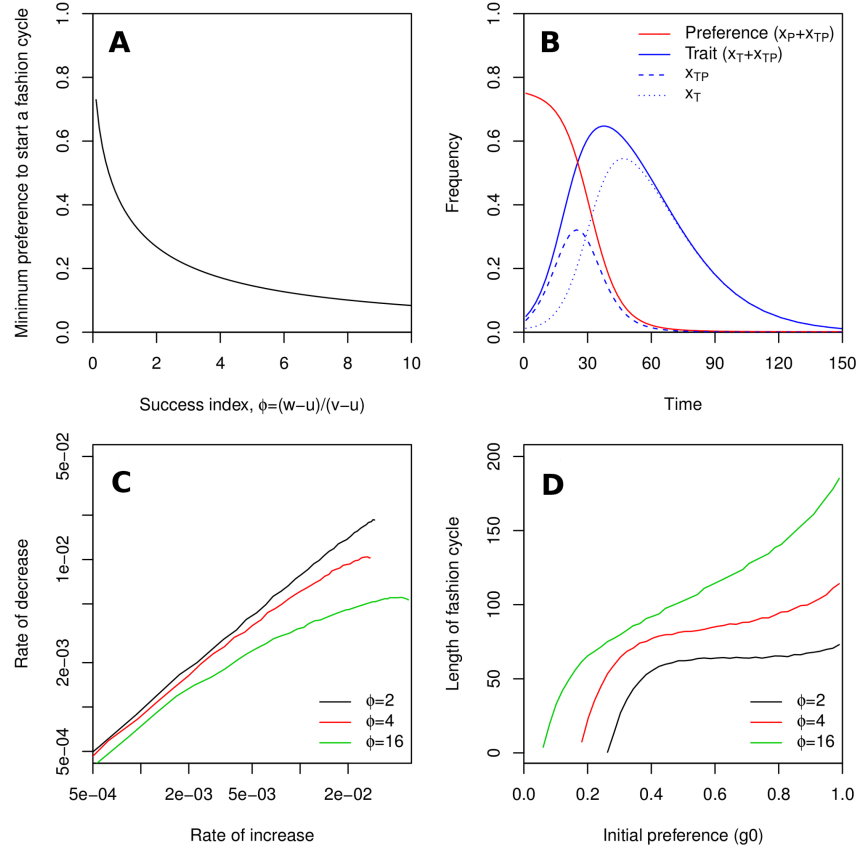 A
Minimum preference to start a fashion cycle
0.0 0.2 0.4 0.6 0.8 1.0
0 2 4 6 8 10
Success index, ϕ=(w−u)/(v−u)
B
Preference (xP+xTP)
Trait (xT+xTP)
xTP
xT
Frequency
0.0 0.2 0.4 0.6 0.8 1.0
0 30 60 90 120 150
Time
C
Rate of decrease
5e−04 2e−03 1e−02 5e−02
ϕ=2
ϕ=4
ϕ=16
5e−04 2e−03 5e−03 2e−02
Rate of increase
D
Length of fashion cycle
0 50 100 150 200
ϕ=2
ϕ=4
ϕ=16
0.0 0.2 0.4 0.6 0.8 1.0
Initial preference (g0)